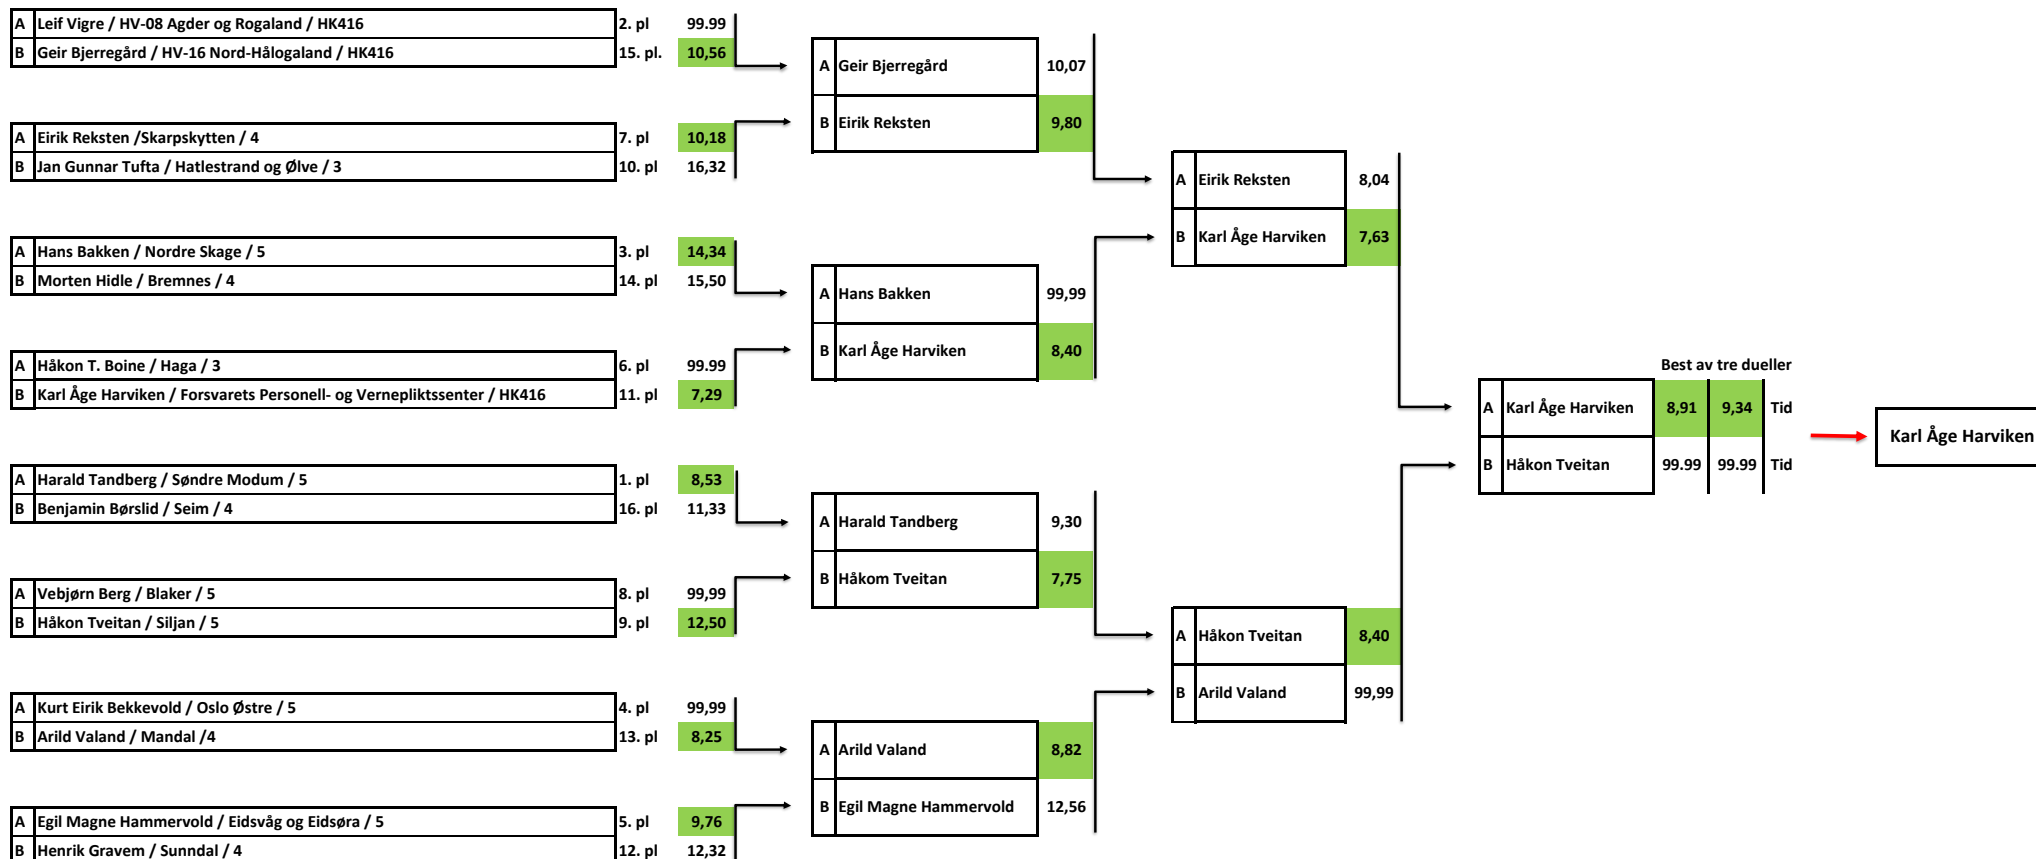 A Leif Vigre / HV-08 Agder og Rogaland / HK416 2. pl 99.99
B Geir Bjerregård / HV-16 Nord-Hålogaland / HK416 15. pl. 10,56
A Eirik Reksten /Skarpskytten / 4 7. pl 10,18
B Jan Gunnar Tufta / Hatlestrand og Ølve / 3 10. pl 16,32
A Hans Bakken / Nordre Skage / 5 3. pl 14,34
B Morten Hidle / Bremnes / 4 14. pl 15,50
A Håkon T. Boine / Haga / 3 6. pl 99.99
B Karl Åge Harviken / Forsvarets Personell- og Vernepliktssenter / HK416 11. pl 7,29
A Harald Tandberg / Søndre Modum / 5 1. pl 8,53
B Benjamin Børslid / Seim / 4 16. pl 11,33
A Vebjørn Berg / Blaker / 5 8. pl 99,99
B Håkon Tveitan / Siljan / 5 9. pl 12,50
A Kurt Eirik Bekkevold / Oslo Østre / 5 4. pl 99,99
B Arild Valand / Mandal /4 13. pl 8,25
A Egil Magne Hammervold / Eidsvåg og Eidsøra / 5 5. pl 9,76
B Henrik Gravem / Sunndal / 4 12. pl 12,32
A Geir Bjerregård 10,07
B Eirik Reksten 9,80
A Hans Bakken 99,99
B Karl Åge Harviken 8,40
A Harald Tandberg 9,30
B Håkom Tveitan 7,75
A Arild Valand 8,82
B Egil Magne Hammervold 12,56
A Eirik Reksten 8,04
B Karl Åge Harviken 7,63
A Håkon Tveitan 8,40
B Arild Valand 99,99
Best av tre dueller
A Karl Åge Harviken 8,91 9,34 Tid
B Håkon Tveitan 99.99 99.99 Tid
Karl Åge Harviken